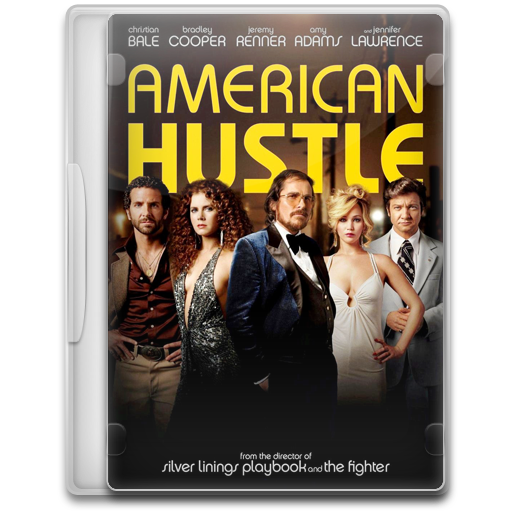 christian bradley jeremy amy and jennifer
BALE COOPER RENNER ADAMS LAWRENCE
AMERICAN
HUSTLE
from the director of
silver linings playbook and the fighter